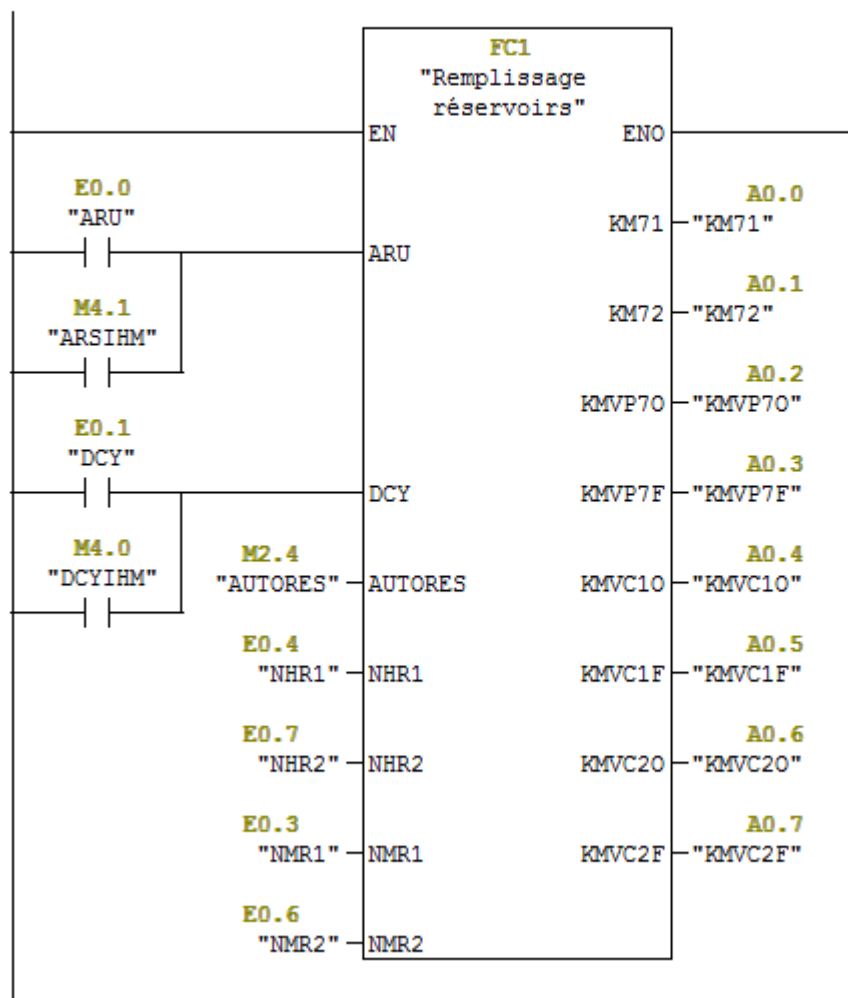 FC1
"Remplissage
réservoirs"
EN
ENO
E0.0
"ARU"
ARU
M4.1
"ARSIHM"
E0.1
"DCY"
DCY
M4.0
"DCYIHM"
M2.4
"AUTORES"
AUTORES
E0.4
"NHR1"
NHR1
E0.7
"NHR2"
NHR2
E0.3
"NMR1"
NMR1
E0.6
"NMR2"
NMR2
A0.0
KM71
"KM71"
A0.1
KM72
"KM72"
A0.2
KMVP7O
"KMVP7O"
A0.3
KMVP7F
"KMVP7F"
A0.4
KMVC1O
"KMVC1O"
A0.5
KMVC1F
"KMVC1F"
A0.6
KMVC2O
"KMVC2O"
A0.7
KMVC2F
"KMVC2F"